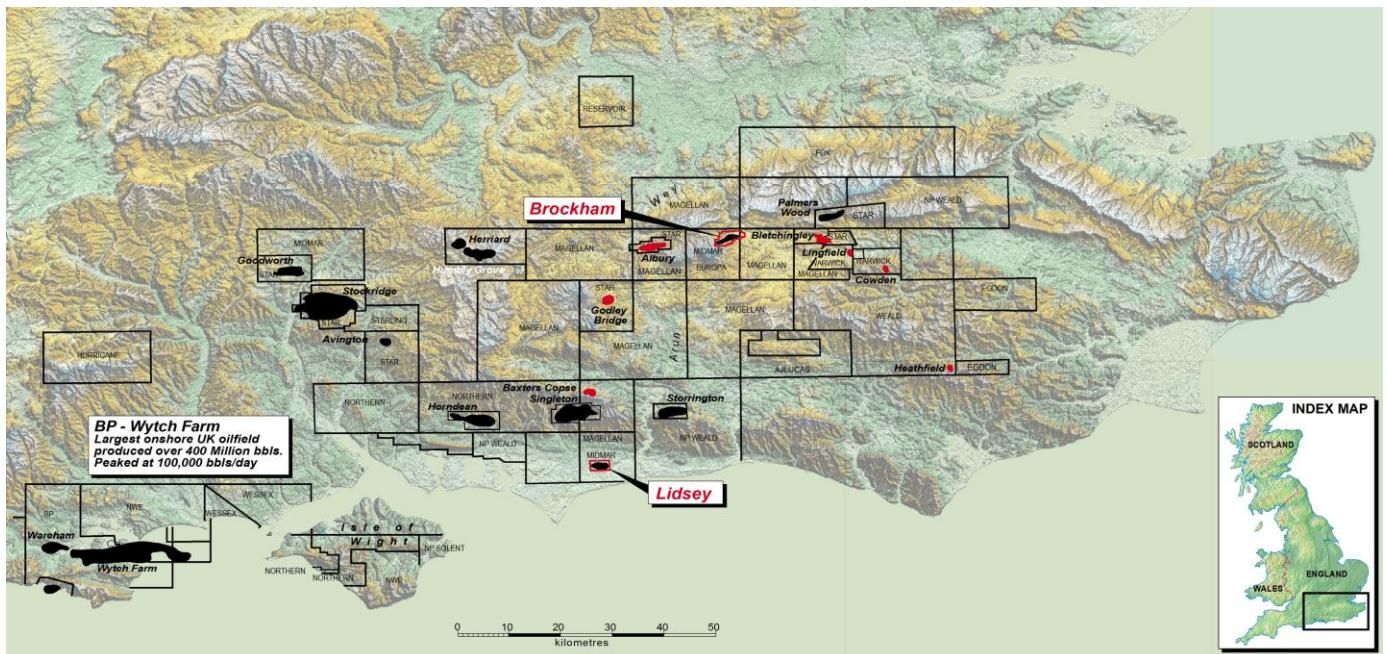 RESERVOIR
FOX
Wey
MAGELLAN
Palmers
Wood
STAR
NP WEALD
Brockham
MIDMAR
Goodworth
STAR
Herriard
Humbly Grove
MAGELLAN
STAR
Albury
MAGELLAN
MIDMAR
EUROPA
Bletchingley
STAR
MAGELLAN
Lingfield
WARWICK
WARWICK
MAGELLAN
Cowden
Stockridge
STAR
STERLING
Avington
STAR
MAGELLAN
STAR
Godley
Bridge
MAGELLAN
Arun
MAGELLAN
WEALD
EGDON
HURRICANE
AJLUCAS
Heathfield
EGDON
NORTHERN
NORTHERN
Horndean
Baxters Copse
Singleton
Storrington
NP WEALD
MAGELLAN
NP WEALD
MIDMAR
Lidsey
BP - Wytch Farm
Largest onshore UK oilfield
produced over 400 Million bbls.
Peaked at 100,000 bbls/day
BP
NWE
WESSEX
WESSEX
WESSEX
Wareham
Wytch Farm
Isle of
Wight
NP SOLENT
NORTHERN
NORTHERN
NWE
0 10 20 30 40 50
kilometres
INDEX MAP
SCOTLAND
ENGLAND
WALES